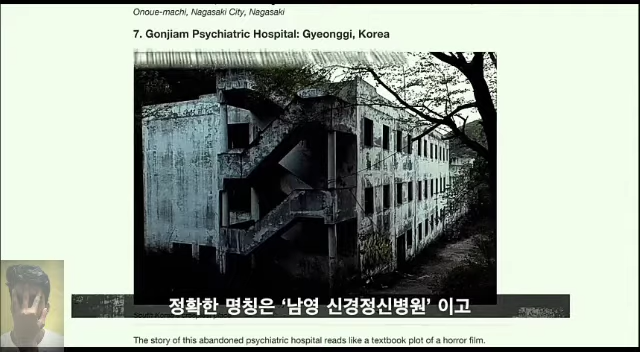 Onoue-machi, Nagasaki City, Nagasaki
7. Gonjiam Psychiatric Hospital: Gyeonggi, Korea
정확한 명칭은 ‘남영 신경정신병원’ 이고
The story of this abandoned psychiatric hospital reads like a textbook plot of a horror film.